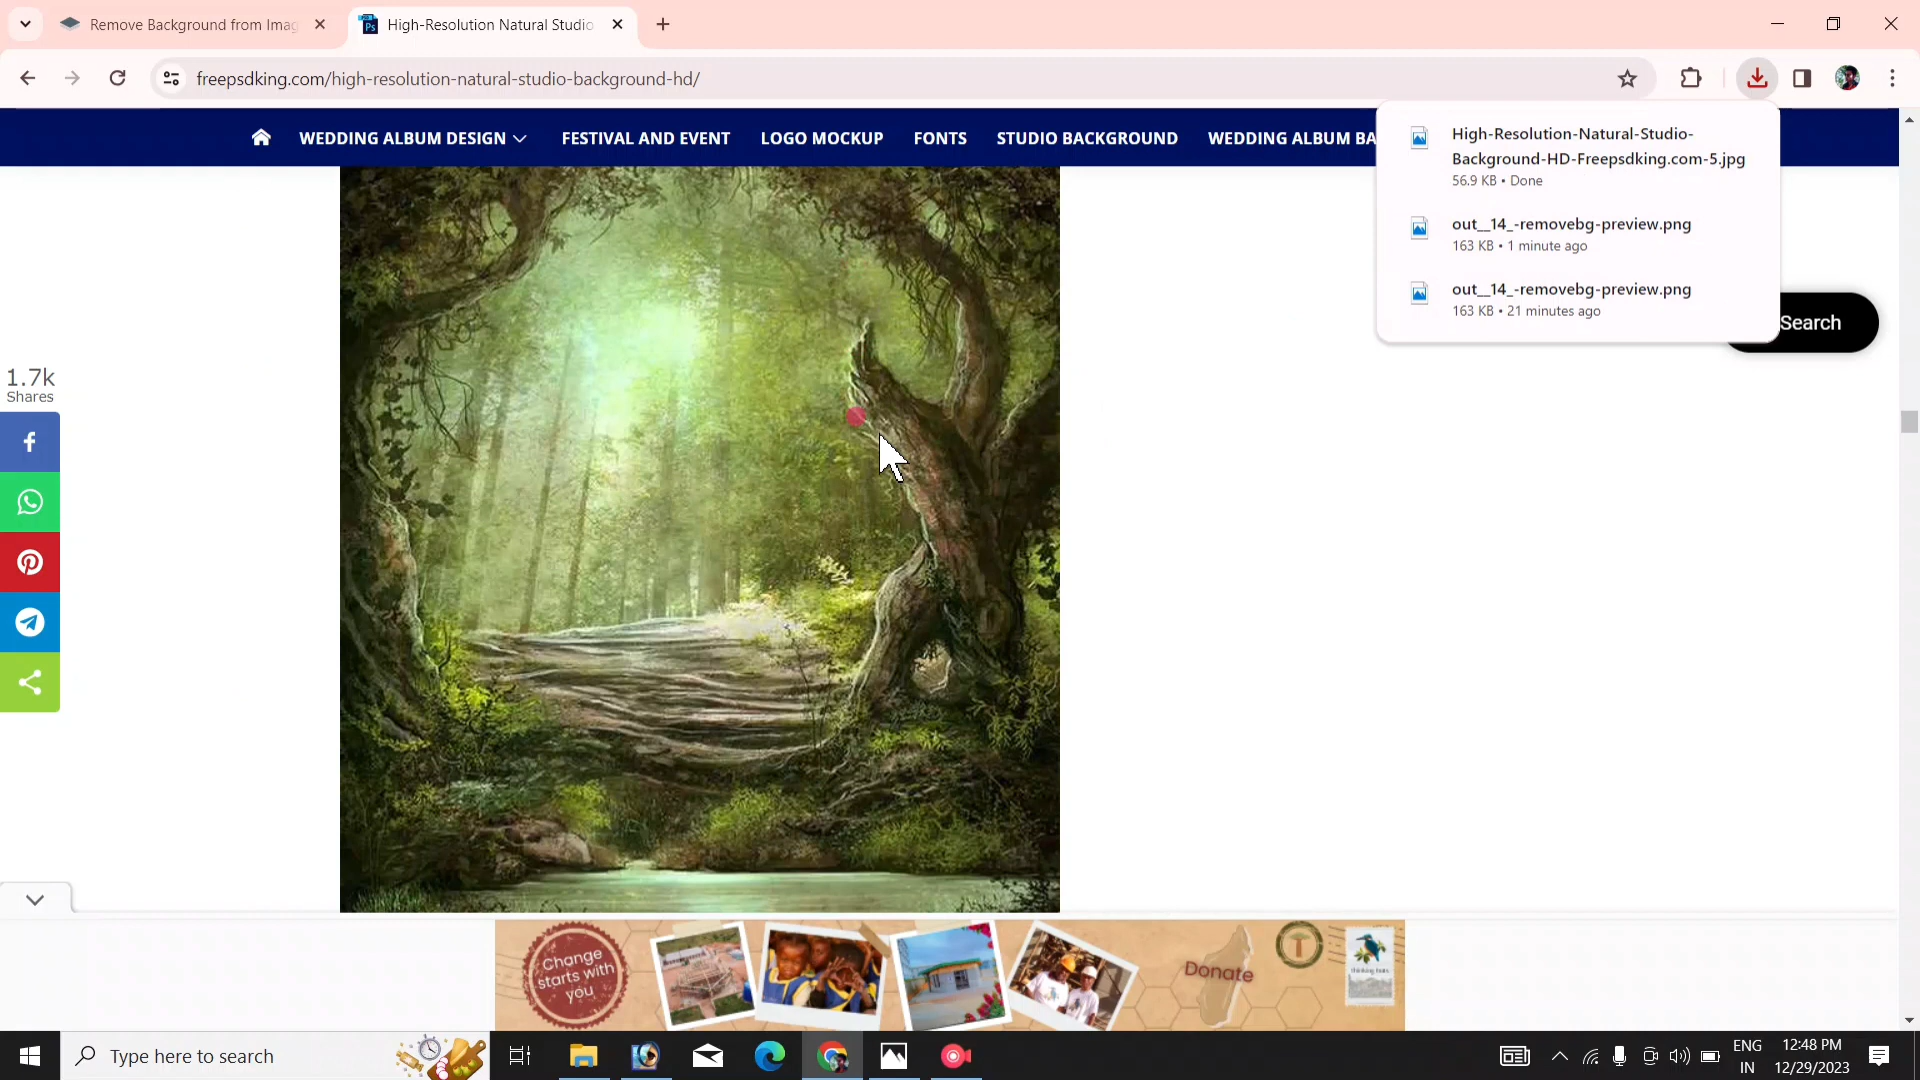 Remove Background from Imag
High-Resolution Natural Studio
freepsdking.com/high-resolution-natural-studio-background-hd/
WEDDING ALBUM DESIGN
FESTIVAL AND EVENT
LOGO MOCKUP
FONTS
STUDIO BACKGROUND
WEDDING ALBUM BA
High-Resolution-Natural-Studio-
Background-HD-Freepsdking.com-5.jpg
56.9 KB • Done
out__14_-removebg-preview.png
163 KB • 1 minute ago
out__14_-removebg-preview.png
163 KB • 21 minutes ago
Search
1.7k
Shares
Change
starts with
you
Donate
Type here to search
ENG
IN
12:48 PM
12/29/2023